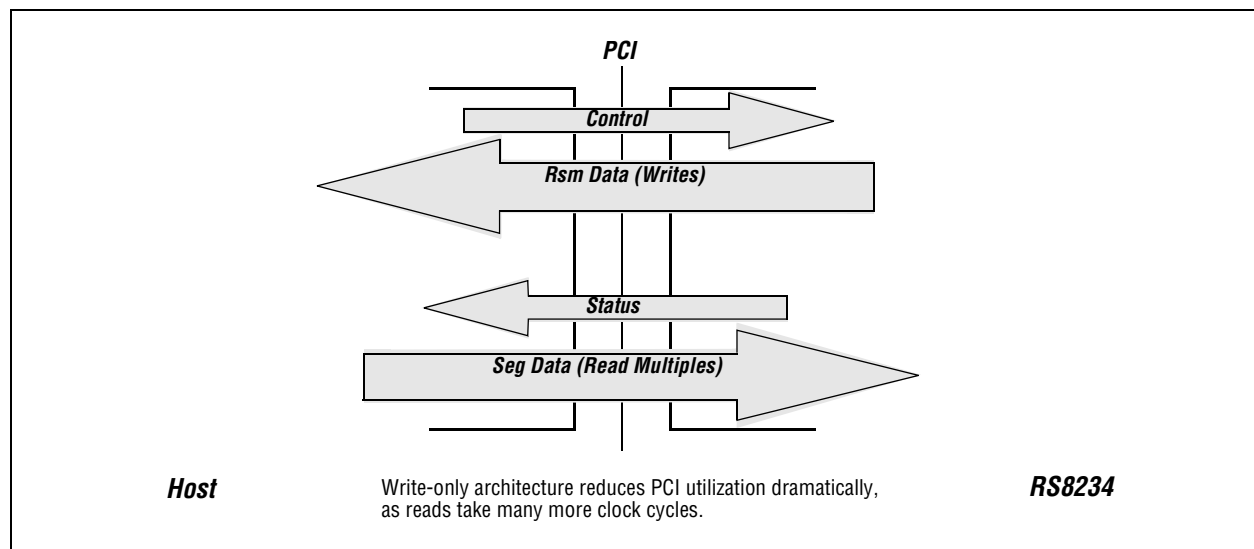 PCI
Control
Rsm Data (Writes)
Status
Seg Data (Read Multiples)
Host
Write-only architecture reduces PCI utilization dramatically,
as reads take many more clock cycles.
RS8234